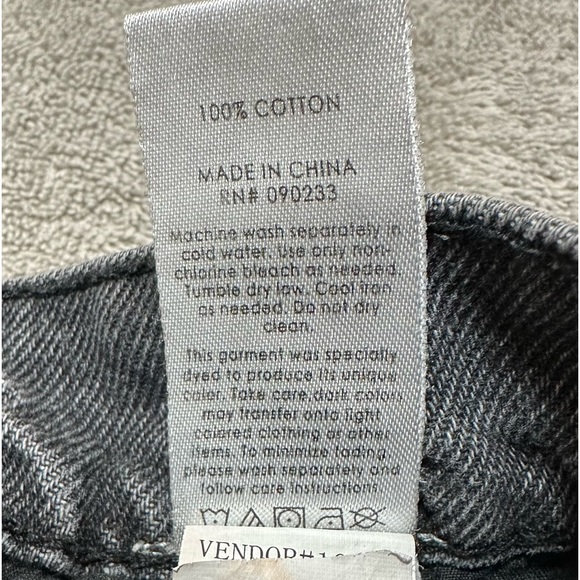 100% COTTON
MADE IN CHINA
RN# 090233
Machine wash separately in
cold water. Use only non-
chlorine bleach as needed.
Tumble dry low. Cool iron
as needed. Do not dry
clean.
This garment was specially
dyed to produce its unique
color. Take care,dark colors
may transfer onto light
colored clothing or other
items. To minimize fading
please wash separately and
follow care instructions.
VENDOR#